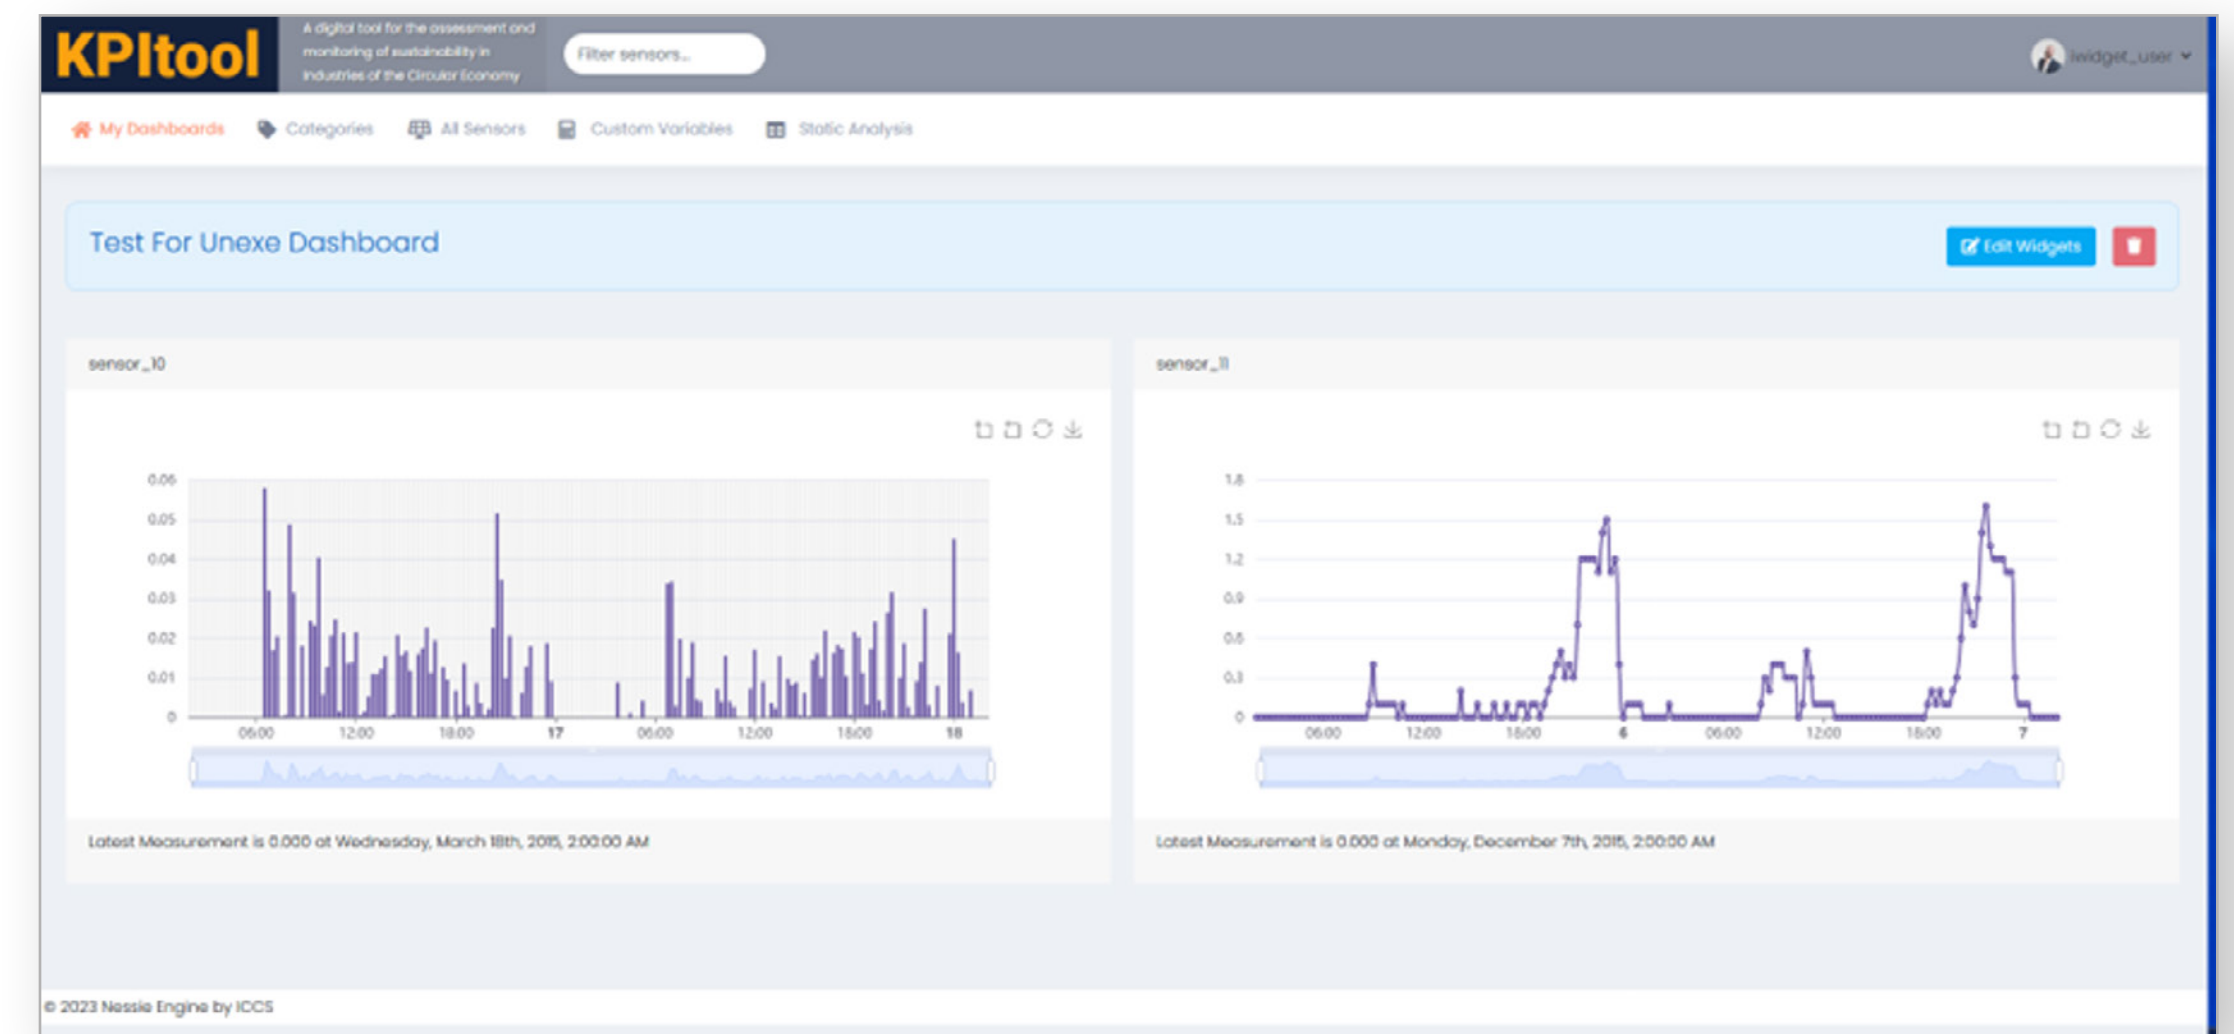 KPItool
A digital tool for the assessment and
monitoring of sustainability in
Industries of the Circular Economy
Filter sensors...
iwidget_user
My Dashboards
Categories
All Sensors
Custom Variables
Static Analysis
Test For Unexe Dashboard
Edit Widgets
sensor_10
0.06
0.05
0.04
0.03
0.02
0.01
0
06:00 12:00 18:00 17 06:00 12:00 18:00 18
Latest Measurement is 0.000 at Wednesday, March 18th, 2015, 2:00:00 AM
sensor_11
1.8
1.5
1.2
0.9
0.6
0.3
0
06:00 12:00 18:00 6 06:00 12:00 18:00 7
Latest Measurement is 0.000 at Monday, December 7th, 2015, 2:00:00 AM
© 2023 Nessie Engine by ICCS